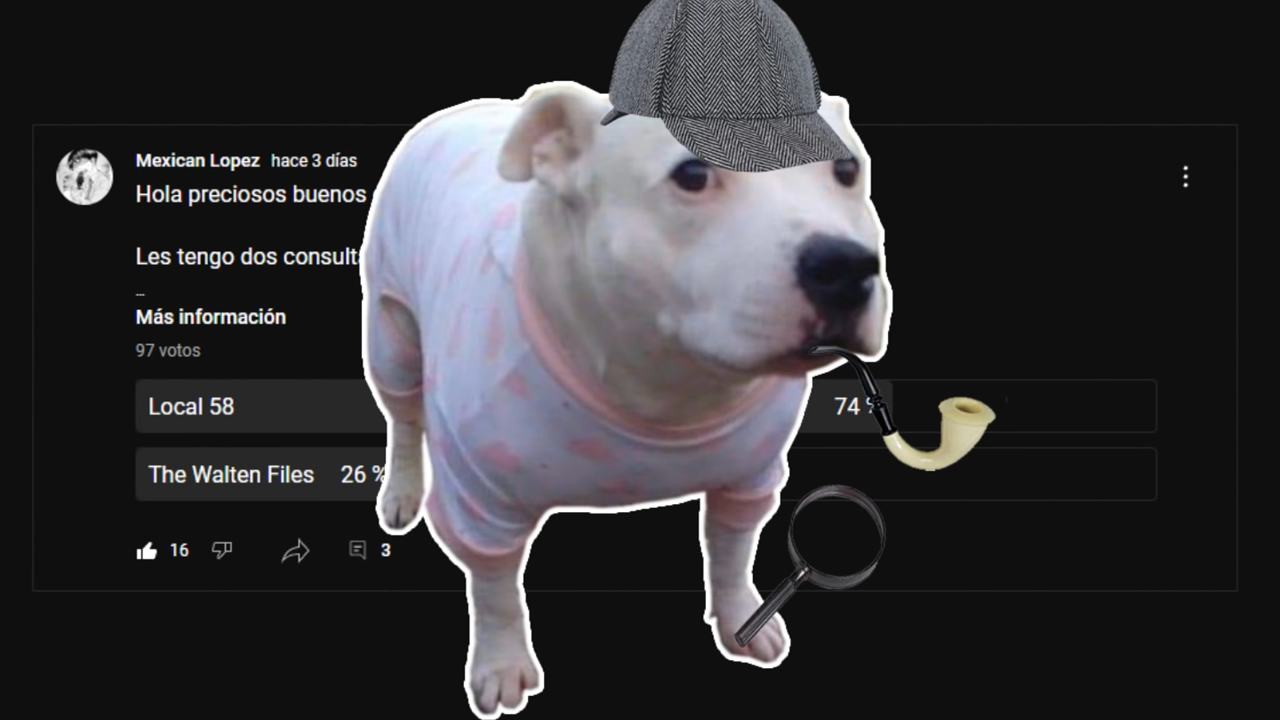 Mexican Lopez hace 3 días
Hola preciosos buenos
Les tengo dos
...
Más información
97 votos
Local 58 74 %
The Walten Files 26 %
16 3